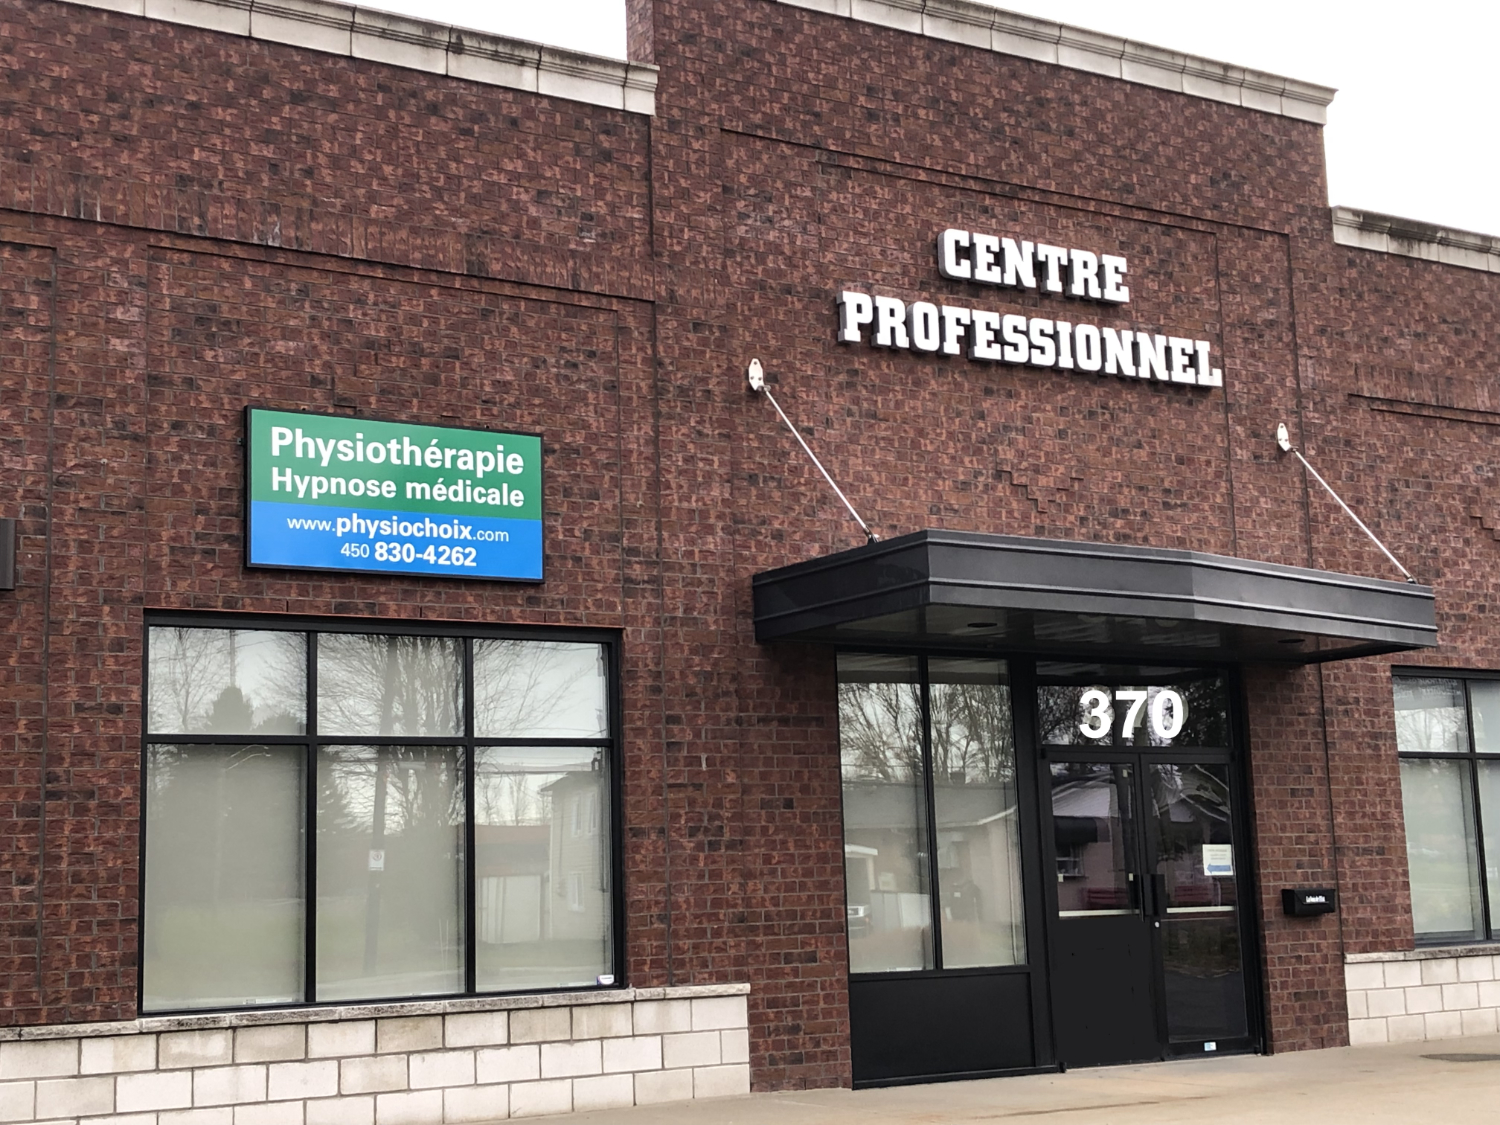 CENTRE
PROFESSIONNEL
Physiothérapie
Hypnose médicale
www.physiochoix.com
450 830-4262
370